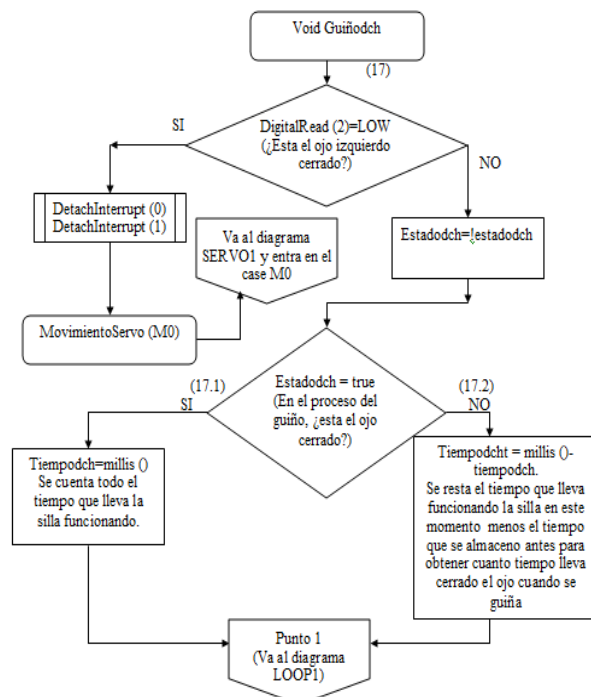 Void Guiñodch
(17)
SI
DigitalRead (2)=LOW
(¿Esta el ojo izquierdo
cerrado?)
NO
DetachInterrupt (0)
DetachInterrupt (1)
Va al diagrama
SERVO1 y entra en el
case M0
Estadodch=!estadodch
MovimientoServo (M0)
(17.1)
SI
Estadodch = true
(En el proceso del
guiño, ¿esta el ojo
cerrado?)
(17.2)
NO
Tiempodch=millis ()
Se cuenta todo el
tiempo que lleva la
silla funcionando.
Tiempodcht = millis ()-
tiempodch.
Se resta el tiempo que lleva
funcionando la silla en este
momento menos el tiempo
que se almaceno antes para
obtener cuanto tiempo lleva
cerrado el ojo cuando se
guiña
Punto 1
(Va al diagrama
LOOP1)